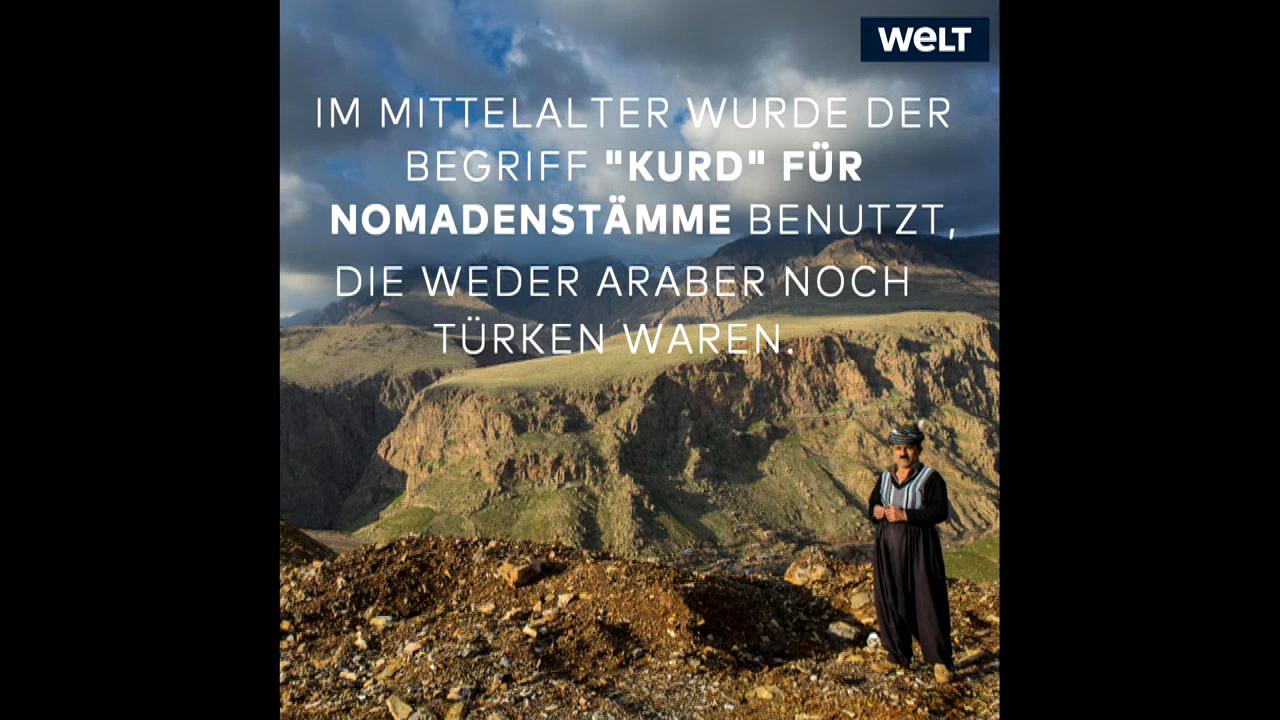 WELT
IM MITTELALTER WURDE DER
BEGRIFF "KURD" FÜR
NOMADENSTÄMME BENUTZT,
DIE WEDER ARABER NOCH
TÜRKEN WAREN.